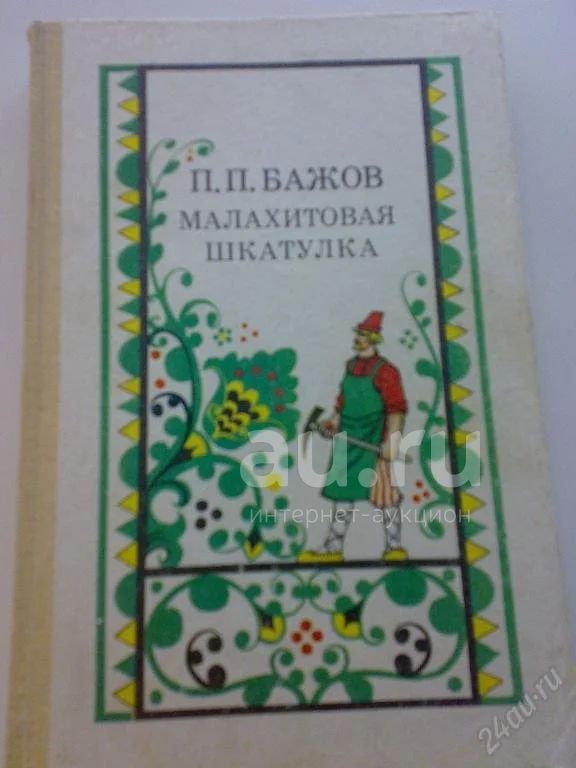 П. П. БАЖОВ
МАЛАХИТОВАЯ
ШКАТУЛКА
au.ru
интернет-аукцион
24au.ru